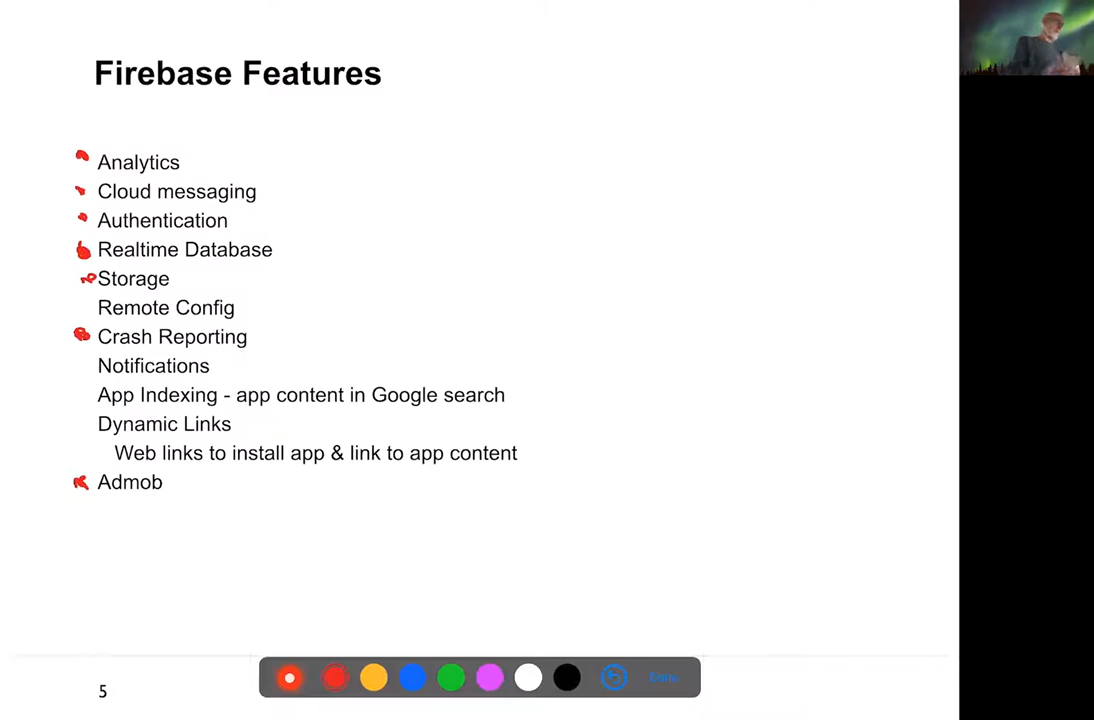 Firebase Features
Analytics
Cloud messaging
Authentication
Realtime Database
Storage
Remote Config
Crash Reporting
Notifications
App Indexing - app content in Google search
Dynamic Links
Web links to install app & link to app content
Admob
5
Done